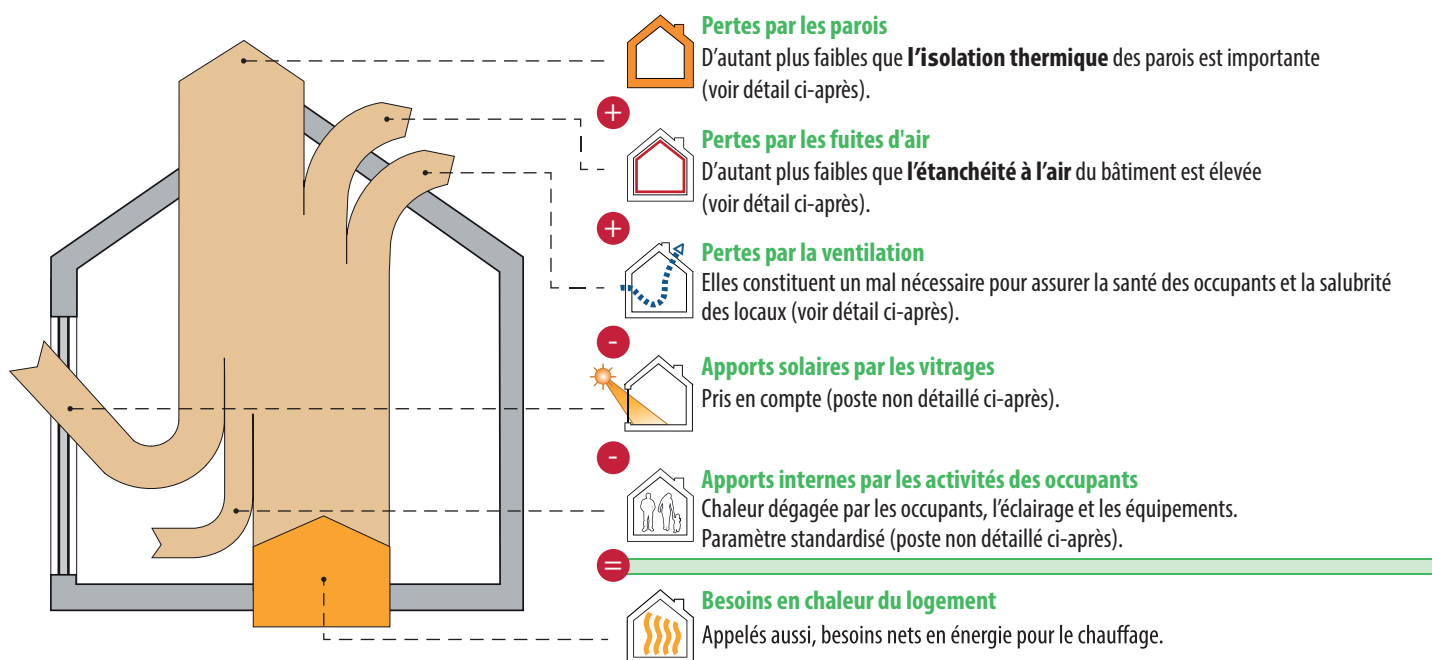 Pertes par les parois
D'autant plus faibles que l'isolation thermique des parois est importante
(voir détail ci-après).
+
Pertes par les fuites d'air
D'autant plus faibles que l'étanchéité à l'air du bâtiment est élevée
(voir détail ci-après).
+
Pertes par la ventilation
Elles constituent un mal nécessaire pour assurer la santé des occupants et la salubrité
des locaux (voir détail ci-après).
-
Apports solaires par les vitrages
Pris en compte (poste non détaillé ci-après).
-
Apports internes par les activités des occupants
Chaleur dégagée par les occupants, l'éclairage et les équipements.
Paramètre standardisé (poste non détaillé ci-après).
=
Besoins en chaleur du logement
Appelés aussi, besoins nets en énergie pour le chauffage.